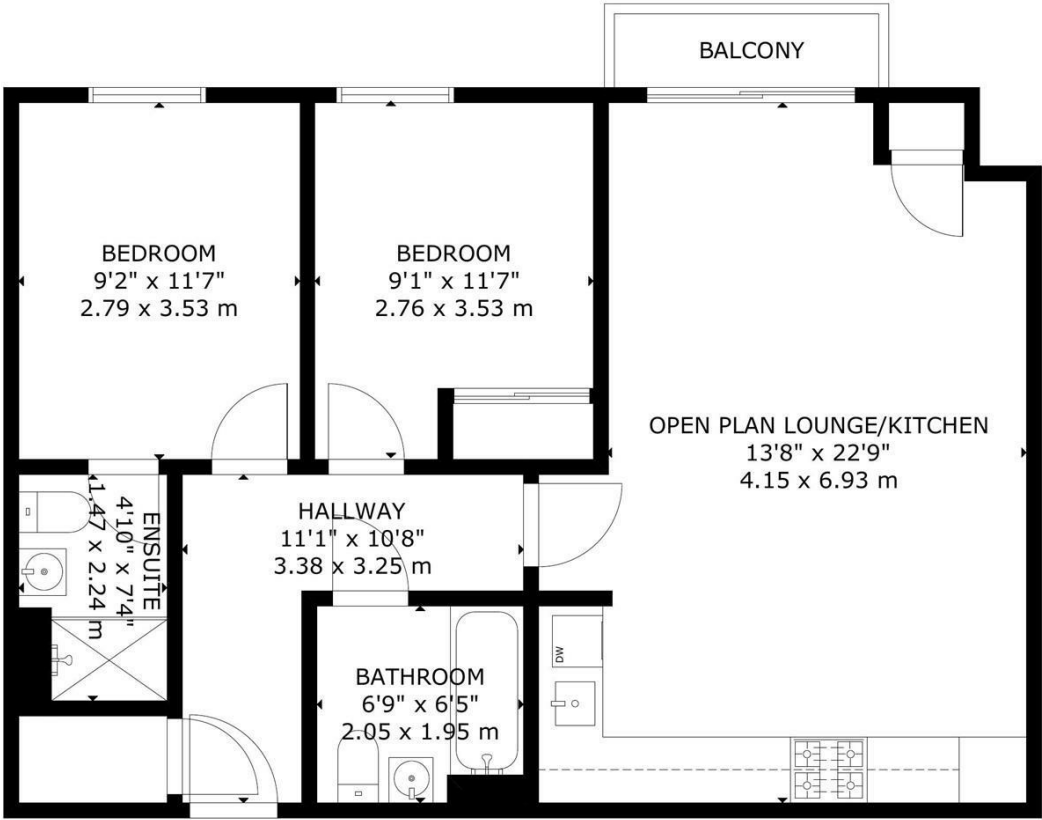 BALCONY
BEDROOM
9'2" x 11'7"
2.79 x 3.53 m
BEDROOM
9'1" x 11'7"
2.76 x 3.53 m
OPEN PLAN LOUNGE/KITCHEN
13'8" x 22'9"
4.15 x 6.93 m
HALLWAY
11'1" x 10'8"
3.38 x 3.25 m
ENSUITE
4'10" x 7'4"
1.47 x 2.24 m
BATHROOM
6'9" x 6'5"
2.05 x 1.95 m
DW